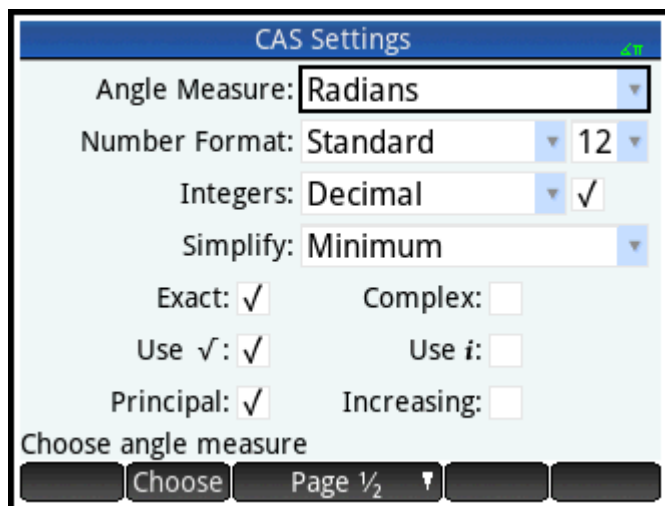 CAS Settings ∡π
Angle Measure: Radians
Number Format: Standard 12
Integers: Decimal √
Simplify: Minimum
Exact: √ Complex:
Use √: √ Use i:
Principal: √ Increasing:
Choose angle measure
Choose Page ½